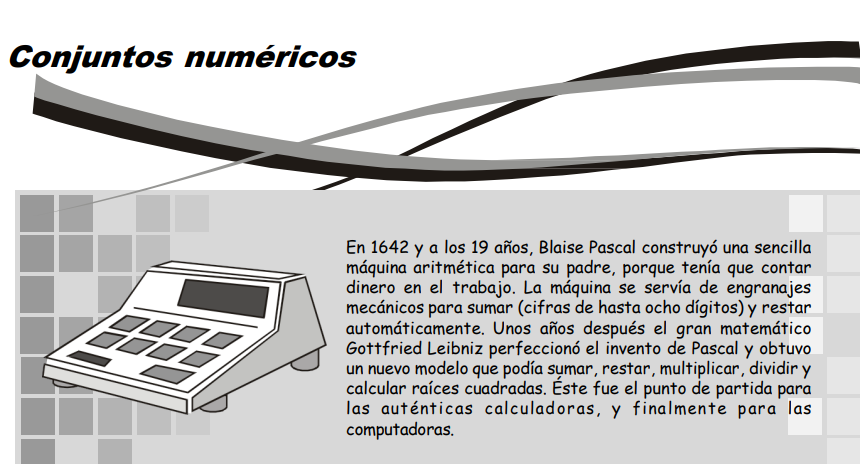 Conjuntos numéricos
En 1642 y a los 19 años, Blaise Pascal construyó una sencilla
máquina aritmética para su padre, porque tenía que contar
dinero en el trabajo. La máquina se servía de engranajes
mecánicos para sumar (cifras de hasta ocho dígitos) y restar
automáticamente. Unos años después el gran matemático
Gottfried Leibniz perfeccionó el invento de Pascal y obtuvo
un nuevo modelo que podía sumar, restar, multiplicar, dividir y
calcular raíces cuadradas. Éste fue el punto de partida para
las auténticas calculadoras, y finalmente para las
computadoras.